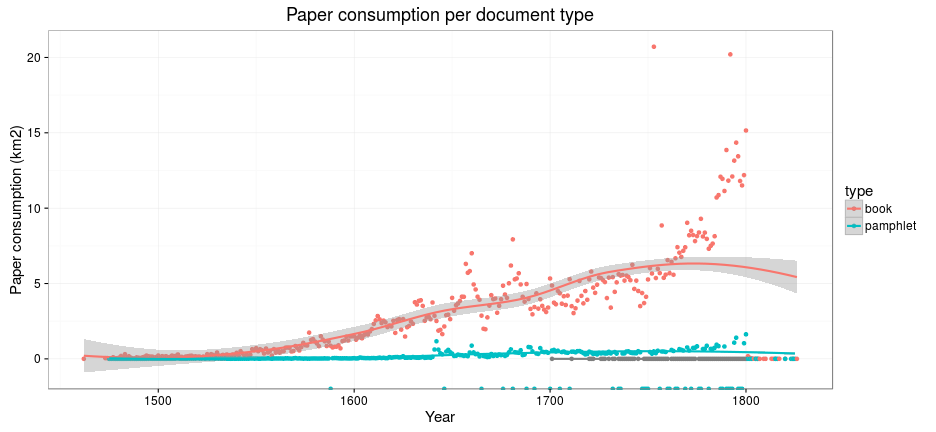 Paper consumption per document type
Paper consumption (km2)
20
15
10
5
0
1500
1600
1700
1800
Year
type
book
pamphlet